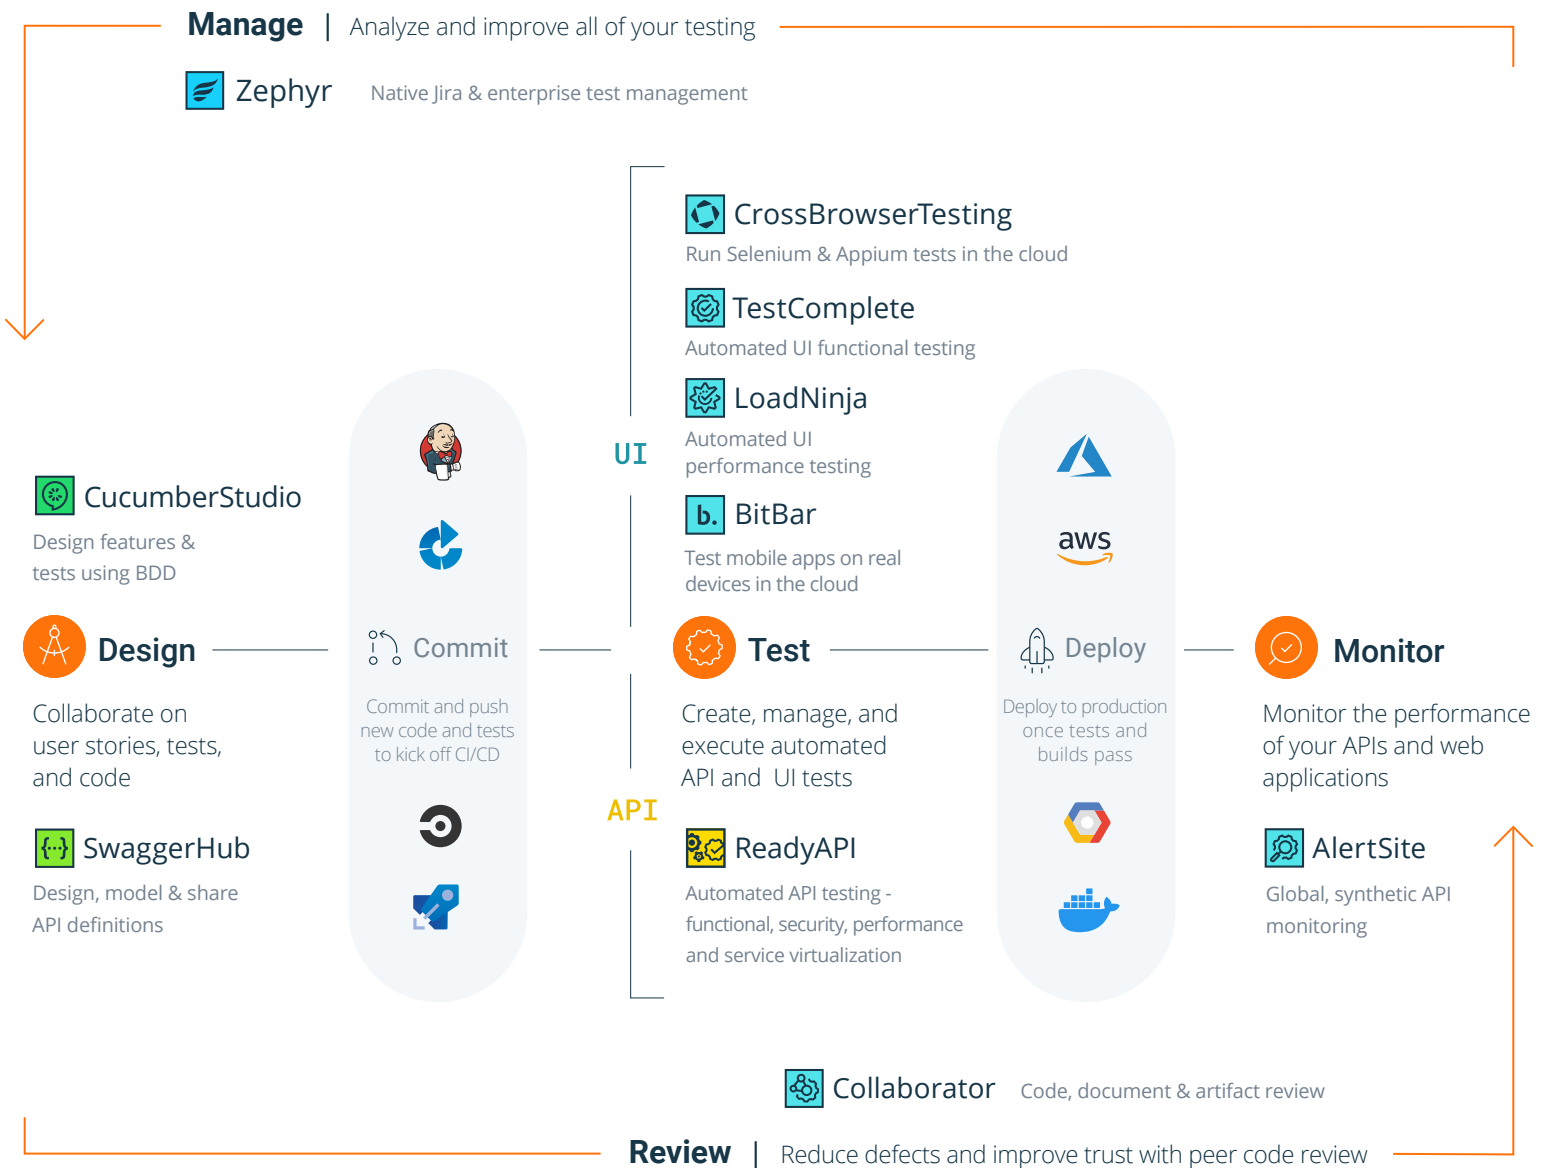 Manage | Analyze and improve all of your testing
Zephyr Native Jira & enterprise test management
CrossBrowserTesting
Run Selenium & Appium tests in the cloud
TestComplete
Automated UI functional testing
LoadNinja
Automated UI
performance testing
UI
b. BitBar
Test mobile apps on real
devices in the cloud
CucumberStudio
Design features &
tests using BDD
aws
Design
Collaborate on
user stories, tests,
and code
Commit
Commit and push
new code and tests
to kick off CI/CD
Test
Create, manage, and
execute automated
API and UI tests
Deploy
Deploy to production
once tests and
builds pass
Monitor
Monitor the performance
of your APIs and web
applications
API
{···} SwaggerHub
Design, model & share
API definitions
ReadyAPI
Automated API testing -
functional, security, performance
and service virtualization
AlertSite
Global, synthetic API
monitoring
Collaborator Code, document & artifact review
Review | Reduce defects and improve trust with peer code review